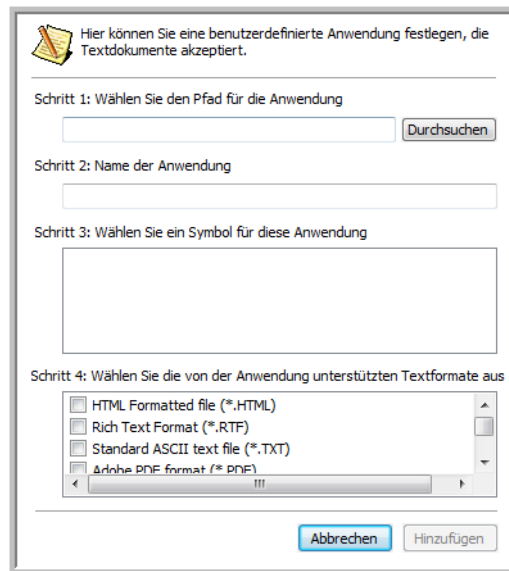 Hier können Sie eine benutzerdefinierte Anwendung festlegen, die
Textdokumente akzeptiert.
Schritt 1: Wählen Sie den Pfad für die Anwendung
Durchsuchen
Schritt 2: Name der Anwendung
Schritt 3: Wählen Sie ein Symbol für diese Anwendung
Schritt 4: Wählen Sie die von der Anwendung unterstützten Textformate aus
HTML Formatted file (*.HTML)
Rich Text Format (*.RTF)
Standard ASCII text file (*.TXT)
Adobe PDF format (*.PDF)
Abbrechen
Hinzufügen